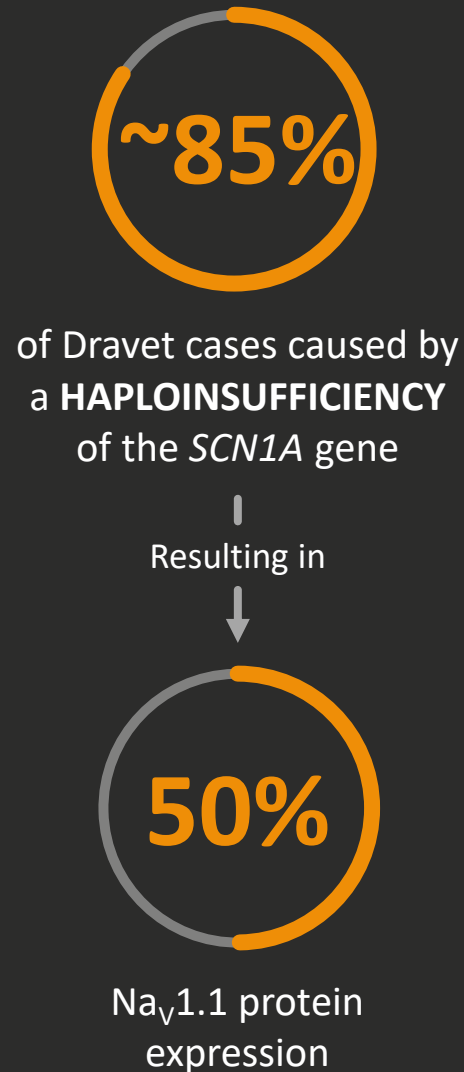 ~85%
of Dravet cases caused by
a HAPLOINSUFFICIENCY
of the SCN1A gene
Resulting in
50%
Naᵥ1.1 protein
expression